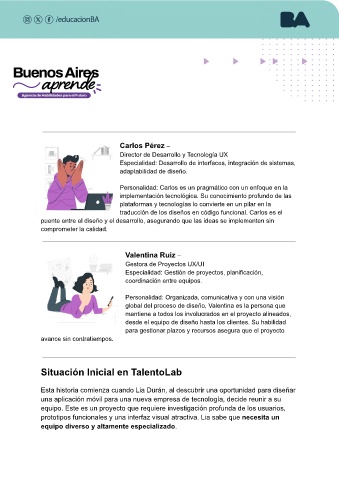 /educacionBA
BA
Buenos Aires
aprende
Agencia de Habilidades para el Futuro
Carlos Pérez –
Director de Desarrollo y Tecnología UX
Especialidad: Desarrollo de interfaces, integración de sistemas,
adaptabilidad de diseño.
Personalidad: Carlos es un pragmático con un enfoque en la
implementación tecnológica. Su conocimiento profundo de las
plataformas y tecnologías lo convierte en un pilar en la
traducción de los diseños en código funcional. Carlos es el
puente entre el diseño y el desarrollo, asegurando que las ideas se implementen sin
comprometer la calidad.
Valentina Ruiz –
Gestora de Proyectos UX/UI
Especialidad: Gestión de proyectos, planificación,
coordinación entre equipos.
Personalidad: Organizada, comunicativa y con una visión
global del proceso de diseño, Valentina es la persona que
mantiene a todos los involucrados en el proyecto alineados,
desde el equipo de diseño hasta los clientes. Su habilidad
para gestionar plazos y recursos asegura que el proyecto
avance sin contratiempos.
Situación Inicial en TalentoLab
Esta historia comienza cuando Lía Durán, al descubrir una oportunidad para diseñar
una aplicación móvil para una nueva empresa de tecnología, decide reunir a su
equipo. Este es un proyecto que requiere investigación profunda de los usuarios,
prototipos funcionales y una interfaz visual atractiva. Lía sabe que necesita un
equipo diverso y altamente especializado.